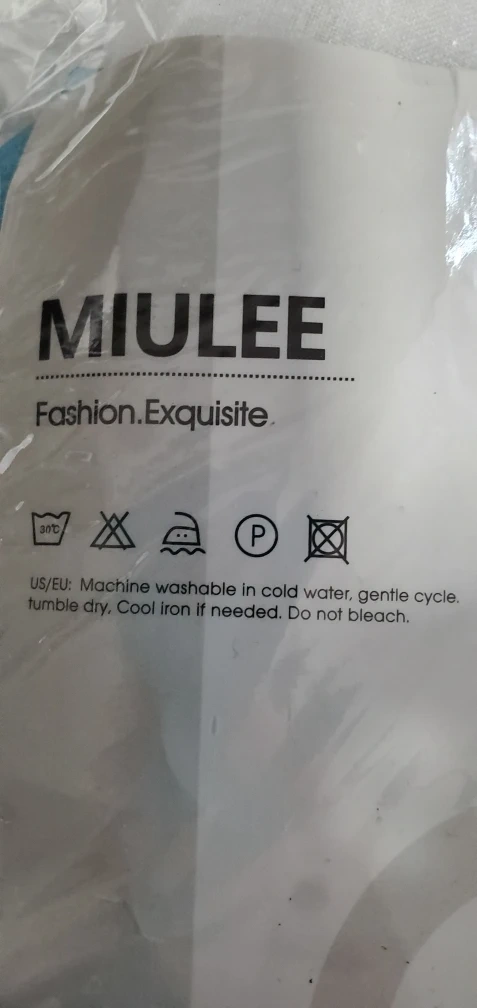 MIULEE
Fashion.Exquisite.
30℃
P
US/EU: Machine washable in cold water, gentle cycle.
tumble dry, Cool iron if needed. Do not bleach.